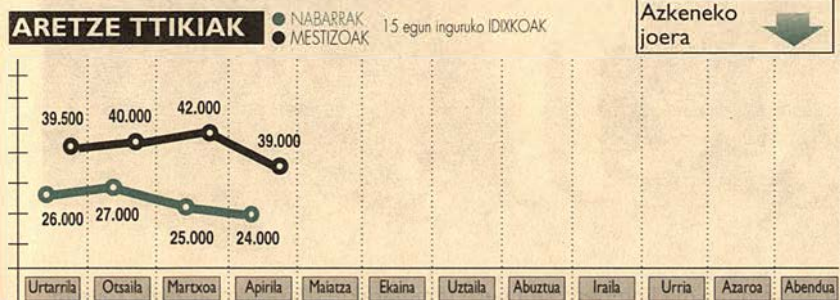 ARETZE TTIKIAK
NABARRAK
MESTIZOAK
15 egun inguruko IDIXKOAK
Azkeneko
joera
39.500
40.000
42.000
39.000
26.000
27.000
25.000
24.000
Urtarrila Otsaila Martxoa Apirila Maiatza Ekaina Uztaila Abuztua Iraila Urria Azaroa Abendua